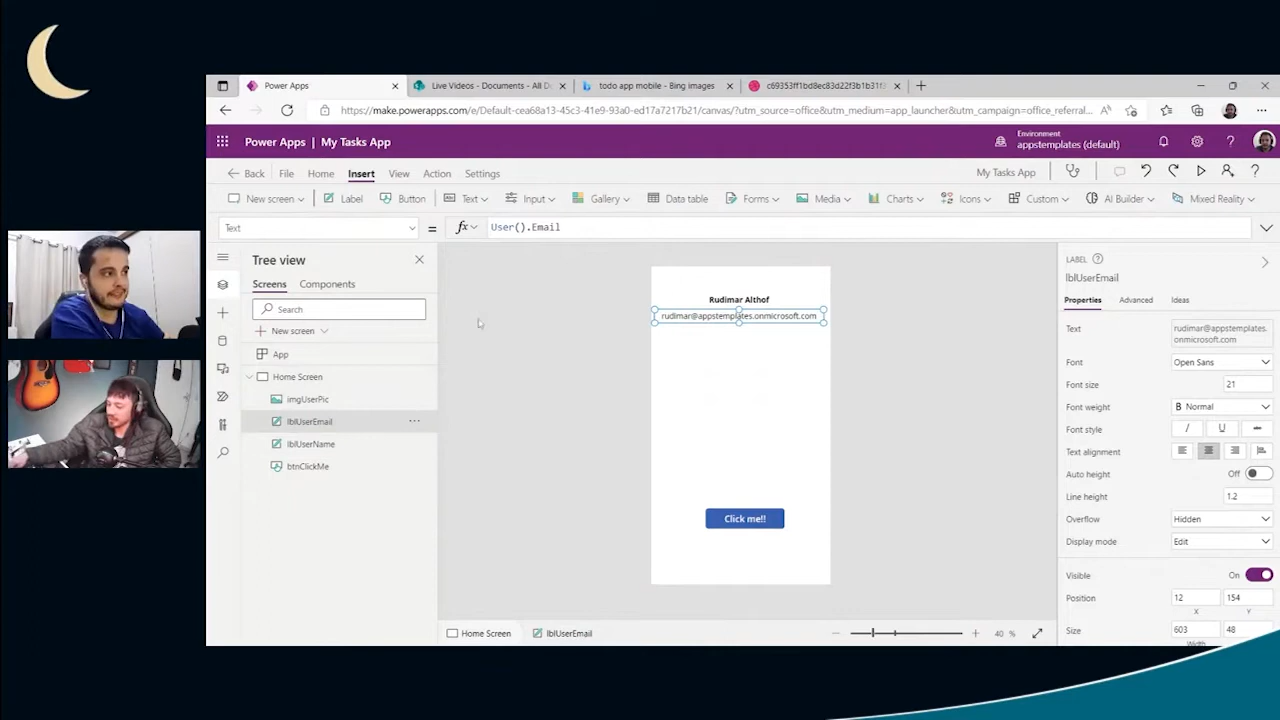 Power Apps
Live Videos - Documents - All Do
todo app mobile - Bing images
c69353ff1bd8ec83d22f3b1b31f3
https://make.powerapps.com/e/Default-cea68a13-45c3-41e9-93a0-ed17a7217b21/canvas/?utm_source=office&utm_medium=app_launcher&utm_campaign=office_referral...
Power Apps | My Tasks App
Environment
appstemplates (default)
Back File Home Insert View Action Settings
My Tasks App
New screen Label Button Text Input Gallery Data table Forms Media Charts Icons Custom AI Builder Mixed Reality
Text = fx User().Email
Tree view
Screens Components
Search
New screen
App
Home Screen
imgUserPic
lblUserEmail
lblUserName
btnClickMe
Rudimar Althof
rudimar@appstemplates.onmicrosoft.com
Click me!!
LABEL
lblUserEmail
Properties Advanced Ideas
Text rudimar@appstemplates.
onmicrosoft.com
Font Open Sans
Font size 21
Font weight B Normal
Font style / U
Text alignment
Auto height Off
Line height 1.2
Overflow Hidden
Display mode Edit
Visible On
Position 12 154
X Y
Size 603 48
Width
Home Screen lblUserEmail
40 %